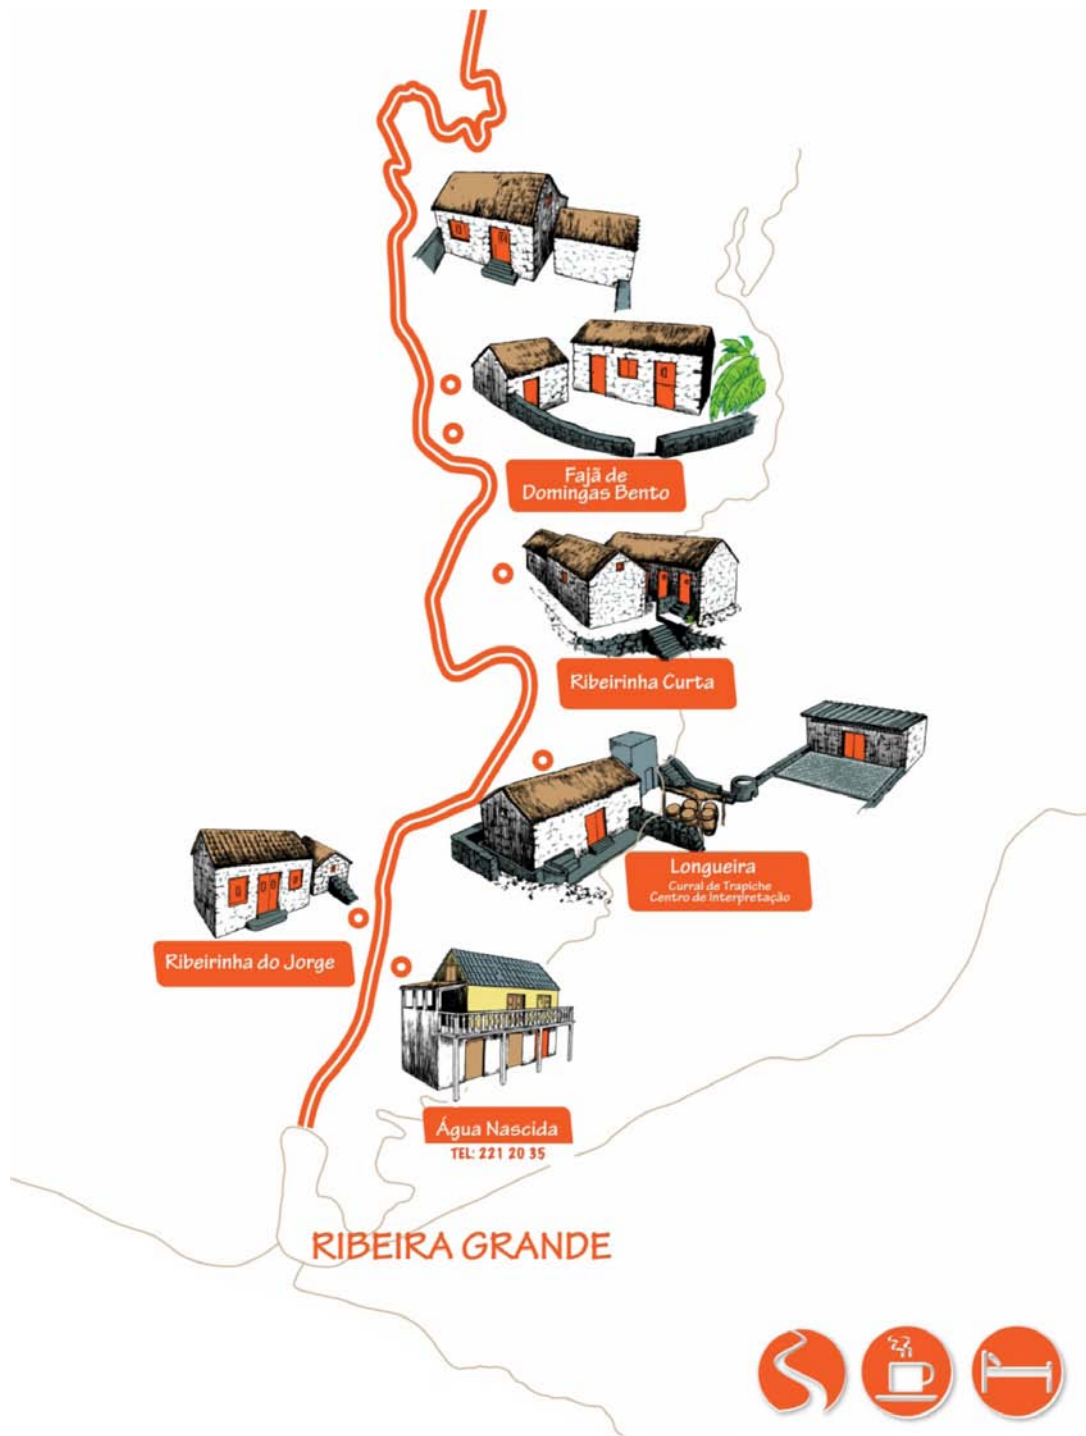 Fajã de
Domingas Bento
Ribeirinha Curta
Longueira
Curral de Trapiche
Centro de Interpretação
Ribeirinha do Jorge
Água Nascida
TEL: 221 20 35
RIBEIRA GRANDE